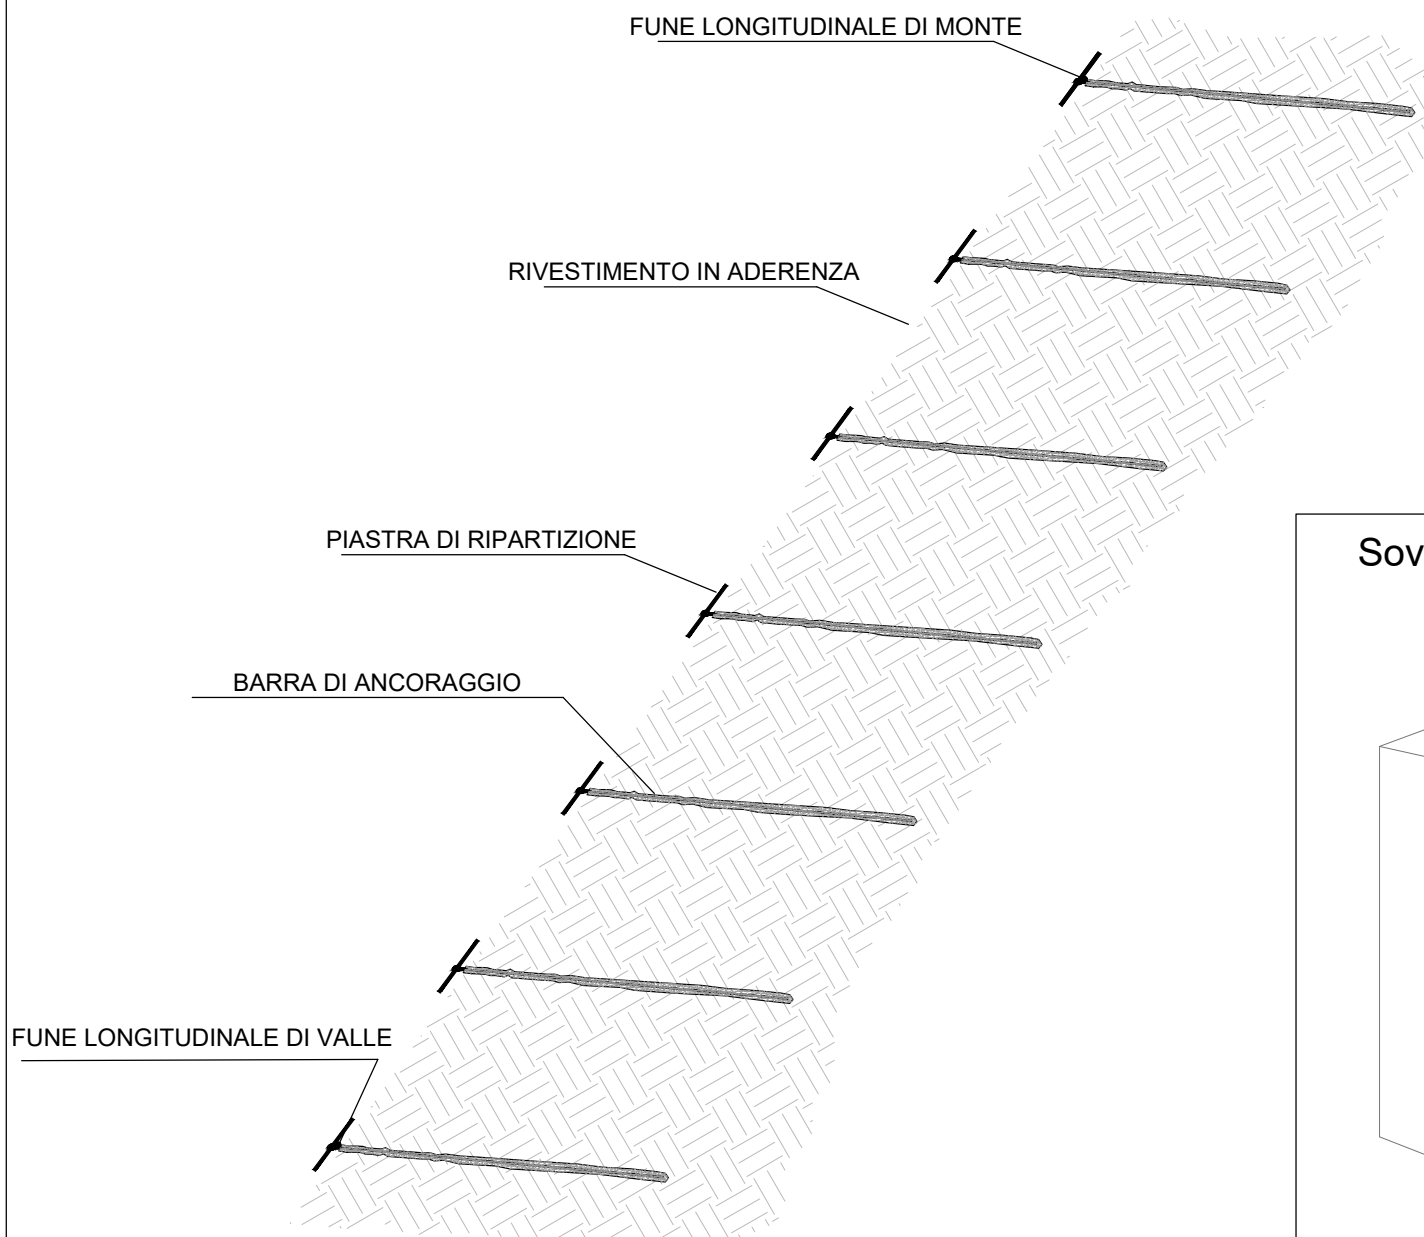 FUNE LONGITUDINALE DI MONTE
RIVESTIMENTO IN ADERENZA
PIASTRA DI RIPARTIZIONE
Sov
BARRA DI ANCORAGGIO
FUNE LONGITUDINALE DI VALLE